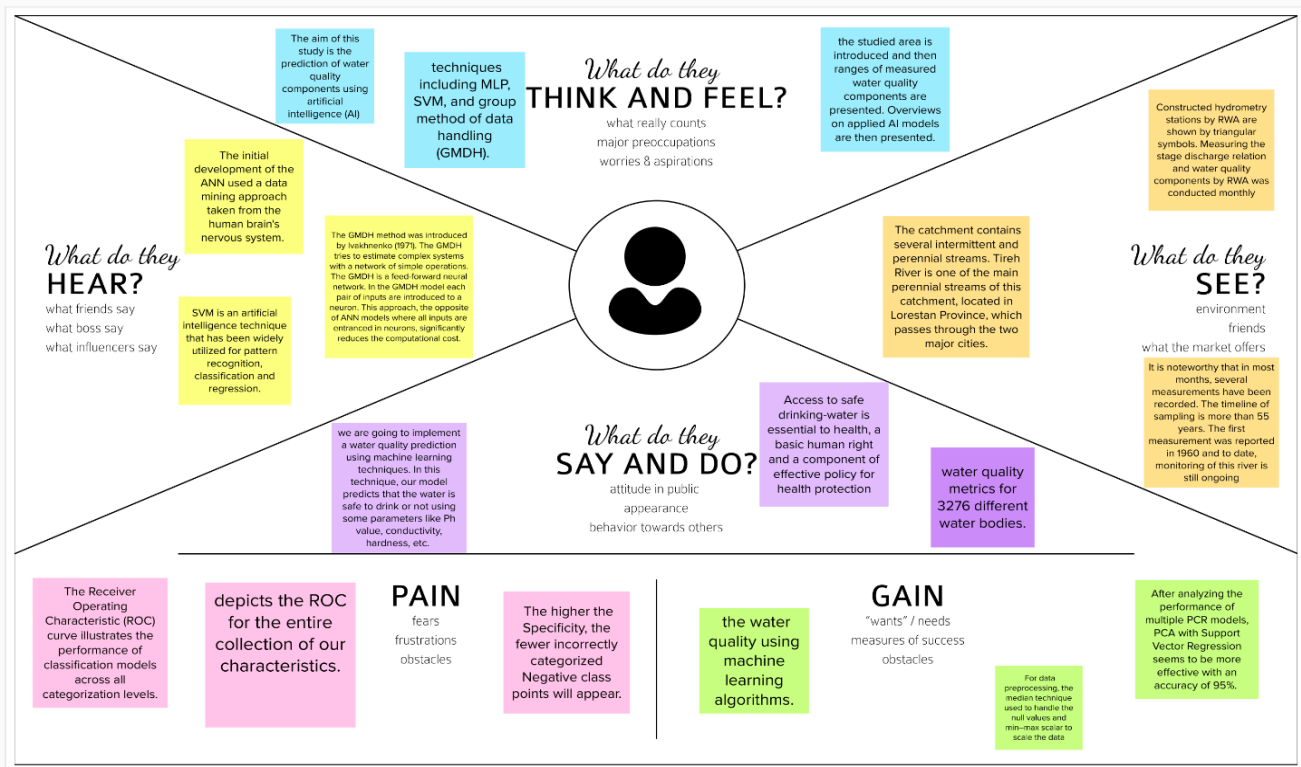 The aim of this
study is the
prediction of water
quality
components using
artificial
intelligence (AI)
techniques
including MLP,
SVM, and group
method of data
handling
(GMDH).
What do they
THINK AND FEEL?
what really counts
major preoccupations
worries & aspirations
the studied area is
introduced and then
ranges of measured
water quality
components are
presented. Overviews
on applied AI models
are then presented.
Constructed hydrometry
stations by RWA are
shown by triangular
symbols. Measuring the
stage discharge relation
and water quality
components by RWA was
conducted monthly
The initial
development of the
ANN used a data
mining approach
taken from the
human brain's
nervous system.
The GMDH method was introduced
by Ivakhnenko (1971). The GMDH
tries to estimate complex systems
with a network of simple operations.
The GMDH is a feed-forward neural
network. In the GMDH model each
pair of inputs are introduced to a
neuron. This approach, the opposite
of ANN models where all inputs are
entranced in neurons, significantly
reduces the computational cost.
What do they
HEAR?
what friends say
what boss say
what influencers say
SVM is an artificial
intelligence technique
that has been widely
utilized for pattern
recognition,
classification and
regression.
The catchment contains
several intermittent and
perennial streams. Tireh
River is one of the main
perennial streams of this
catchment, located in
Lorestan Province, which
passes through the two
major cities.
What do they
SEE?
environment
friends
what the market offers
It is noteworthy that in most
months, several
measurements have been
recorded. The timeline of
sampling is more than 55
years. The first
measurement was reported
in 1960 and to date,
monitoring of this river is
still ongoing
we are going to implement
a water quality prediction
using machine learning
techniques. In this
technique, our model
predicts that the water is
safe to drink or not using
some parameters like Ph
value, conductivity,
hardness, etc.
What do they
SAY AND DO?
attitude in public
appearance
behavior towards others
Access to safe
drinking-water is
essential to health, a
basic human right
and a component of
effective policy for
health protection
water quality
metrics for
3276 different
water bodies.
The Receiver
Operating
Characteristic (ROC)
curve illustrates the
performance of
classification models
across all
categorization levels.
depicts the ROC
for the entire
collection of our
characteristics.
PAIN
fears
frustrations
obstacles
The higher the
Specificity, the
fewer incorrectly
categorized
Negative class
points will appear.
the water
quality using
machine
learning
algorithms.
GAIN
"wants" / needs
measures of success
obstacles
For data
preprocessing, the
median technique
used to handle the
null values and
min–max scalar to
scale the data
After analyzing the
performance of
multiple PCR models,
PCA with Support
Vector Regression
seems to be more
effective with an
accuracy of 95%.